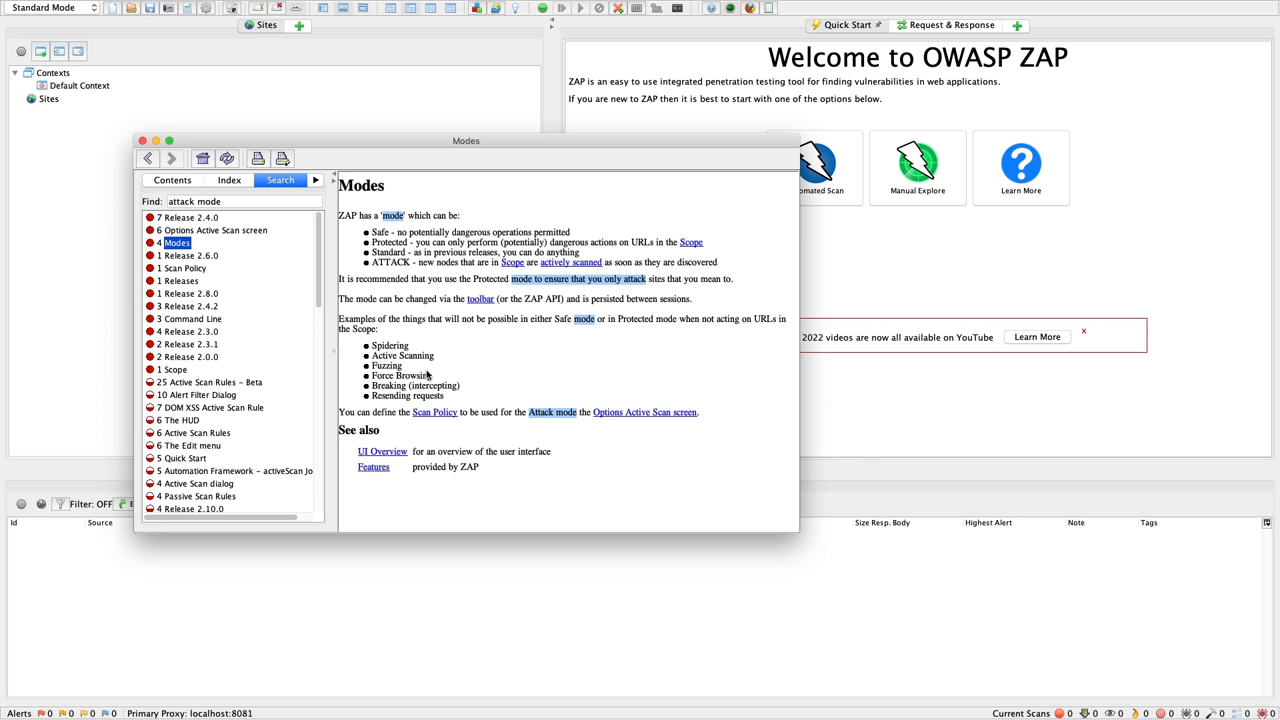 Standard Mode
Sites
Quick Start
Request & Response
Contexts
Default Context
Sites
Welcome to OWASP ZAP
ZAP is an easy to use integrated penetration testing tool for finding vulnerabilities in web applications.
If you are new to ZAP then it is best to start with one of the options below.
Scan
Manual Explore
Learn More
2022 videos are now all available on YouTube
Learn More
x
Modes
Contents
Index
Search
Find: attack mode
7 Release 2.4.0
6 Options Active Scan screen
4 Modes
1 Release 2.6.0
1 Scan Policy
1 Releases
1 Release 2.8.0
3 Release 2.4.2
3 Command Line
4 Release 2.3.0
2 Release 2.3.1
2 Release 2.0.0
1 Scope
25 Active Scan Rules - Beta
10 Alert Filter Dialog
7 DOM XSS Active Scan Rule
6 The HUD
6 Active Scan Rules
6 The Edit menu
5 Quick Start
5 Automation Framework - activeScan Jo
4 Active Scan dialog
4 Passive Scan Rules
4 Release 2.10.0
Modes
ZAP has a 'mode' which can be:
Safe - no potentially dangerous operations permitted
Protected - you can only perform (potentially) dangerous actions on URLs in the Scope
Standard - as in previous releases, you can do anything
ATTACK - new nodes that are in Scope are actively scanned as soon as they are discovered
It is recommended that you use the Protected mode to ensure that you only attack sites that you mean to.
The mode can be changed via the toolbar (or the ZAP API) and is persisted between sessions.
Examples of the things that will not be possible in either Safe mode or in Protected mode when not acting on URLs in
the Scope:
Spidering
Active Scanning
Fuzzing
Force Browsing
Breaking (intercepting)
Resending requests
You can define the Scan Policy to be used for the Attack mode the Options Active Scan screen.
See also
UI Overview for an overview of the user interface
Features provided by ZAP
Filter: OFF
Id
Source
Size Resp. Body
Highest Alert
Note
Tags
Alerts 0 0 0 0 Primary Proxy: localhost:8081
Current Scans 0 0 0 0 0 0 0 0 0